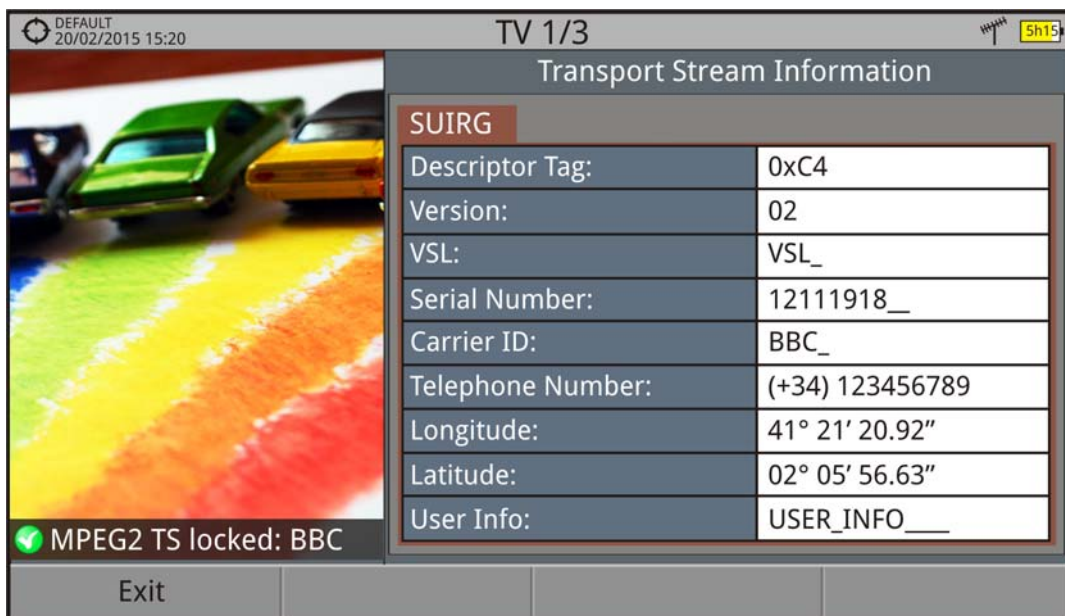 DEFAULT
20/02/2015 15:20
TV 1/3
5h15
Transport Stream Information
SUIRG
Descriptor Tag: 0xC4
Version: 02
VSL: VSL_
Serial Number: 12111918__
Carrier ID: BBC_
Telephone Number: (+34) 123456789
Longitude: 41° 21’ 20.92”
Latitude: 02° 05’ 56.63”
User Info: USER_INFO____
MPEG2 TS locked: BBC
Exit